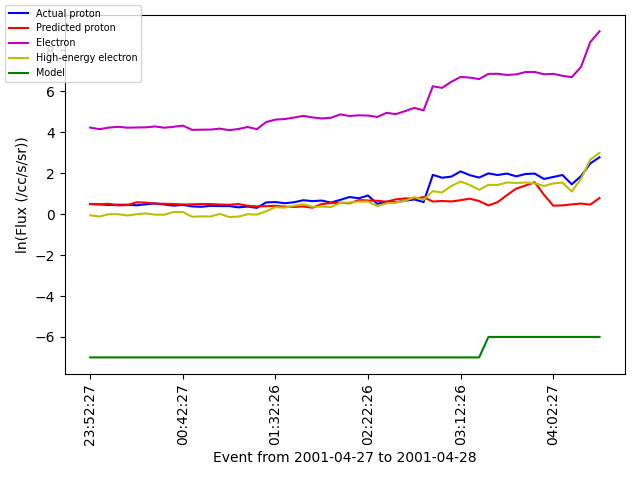 Actual proton
Predicted proton
Electron
High-energy electron
Model
8
6
4
2
0
−2
−4
−6
ln(Flux (/cc/s/sr))
23:52:27
00:42:27
01:32:26
02:22:26
03:12:26
04:02:27
Event from 2001-04-27 to 2001-04-28